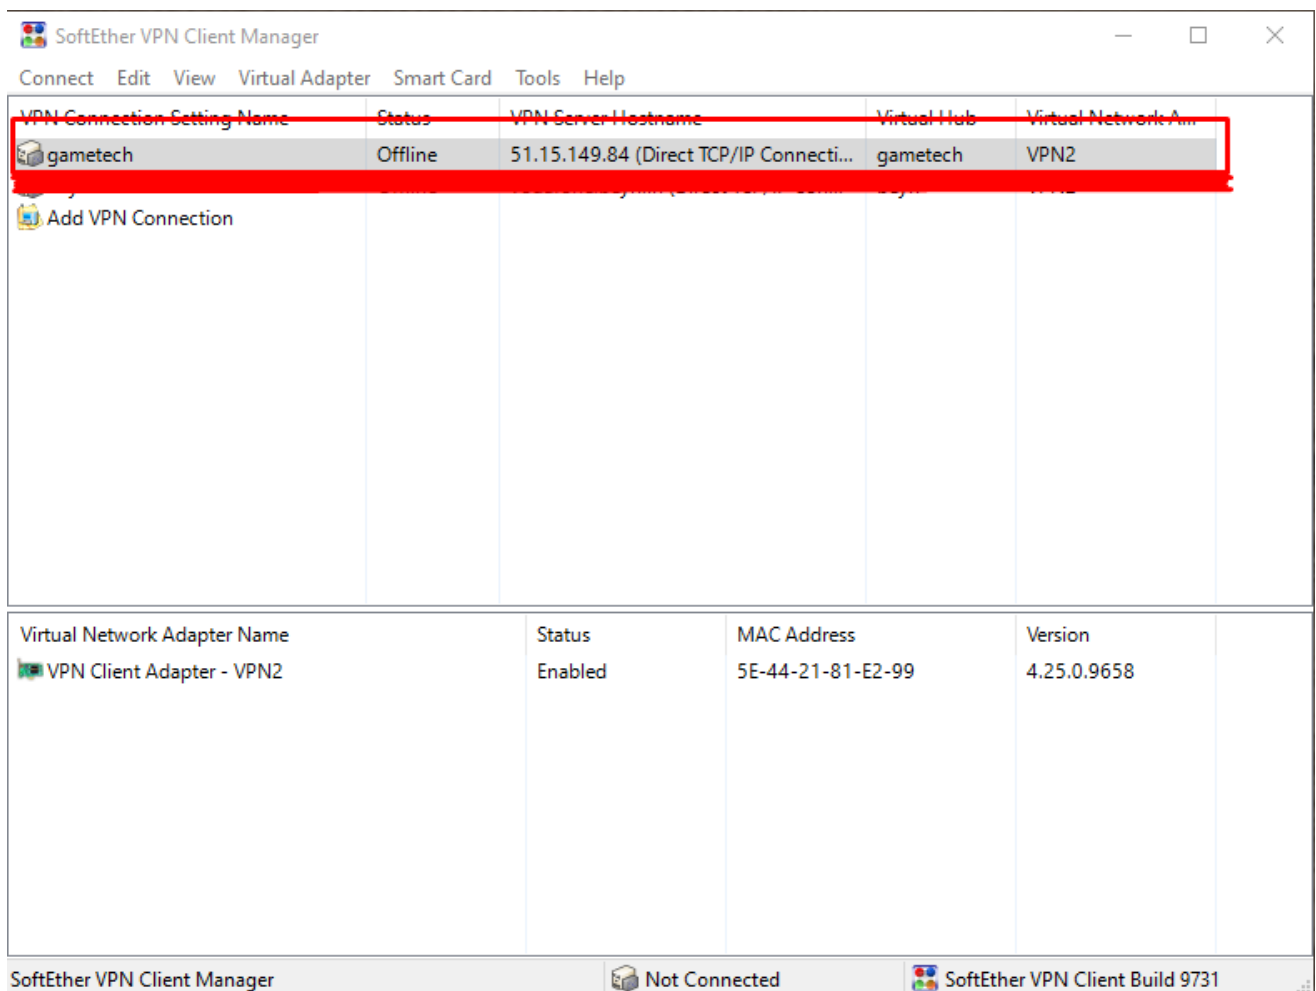 SoftEther VPN Client Manager
Connect Edit View Virtual Adapter Smart Card Tools Help
VPN Connection Setting Name Status VPN Server Hostname Virtual Hub Virtual Network A...
gametech Offline 51.15.149.84 (Direct TCP/IP Connecti... gametech VPN2
Add VPN Connection
Virtual Network Adapter Name Status MAC Address Version
VPN Client Adapter - VPN2 Enabled 5E-44-21-81-E2-99 4.25.0.9658
SoftEther VPN Client Manager Not Connected SoftEther VPN Client Build 9731